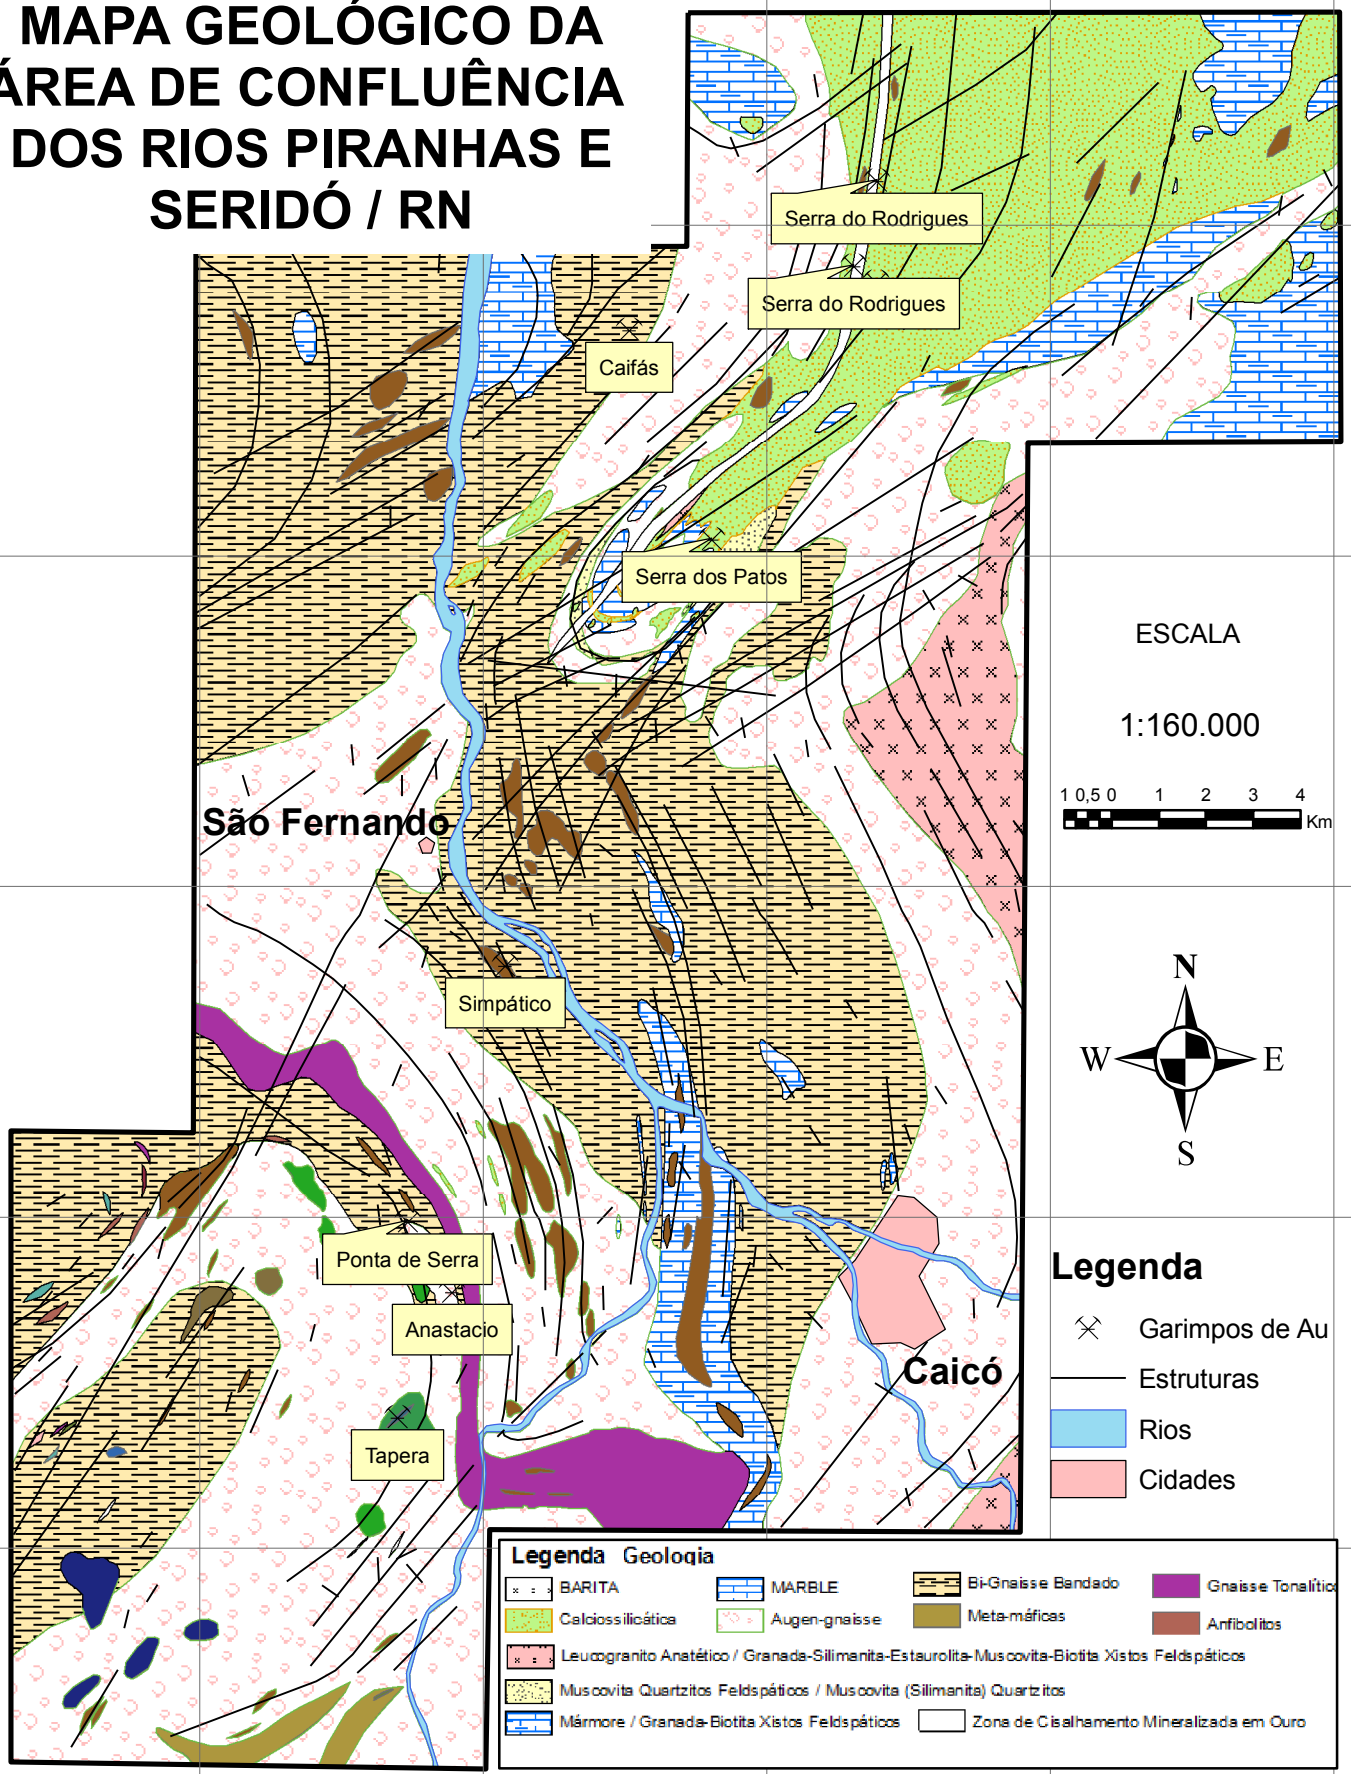 MAPA GEOLÓGICO DA
ÁREA DE CONFLUÊNCIA
DOS RIOS PIRANHAS E
SERIDÓ / RN
Serra do Rodrigues
Serra do Rodrigues
Caifás
Serra dos Patos
ESCALA
1:160.000
1 0,5 0 1 2 3 4
Km
São Fernando
Simpático
N
W E
S
Ponta de Serra
Anastacio
Caicó
Tapera
Legenda
Garimpos de Au
Estruturas
Rios
Cidades
Legenda Geologia
BARITA MARBLE Bi-Gnaisse Bandado Gnaisse Tonalític
Calciossilicática Augen-gnaisse Meta-máficas Anfibolitos
Leucogranito Anatético / Granada-Silimanita-Estaurolita-Muscovita-Biotita Xistos Feldspáticos
Muscovita Quartzitos Feldspáticos / Muscovita (Silimanita) Quartzitos
Mármore / Granada-Biotita Xistos Feldspáticos Zona de Cisalhamento Mineralizada em Ouro